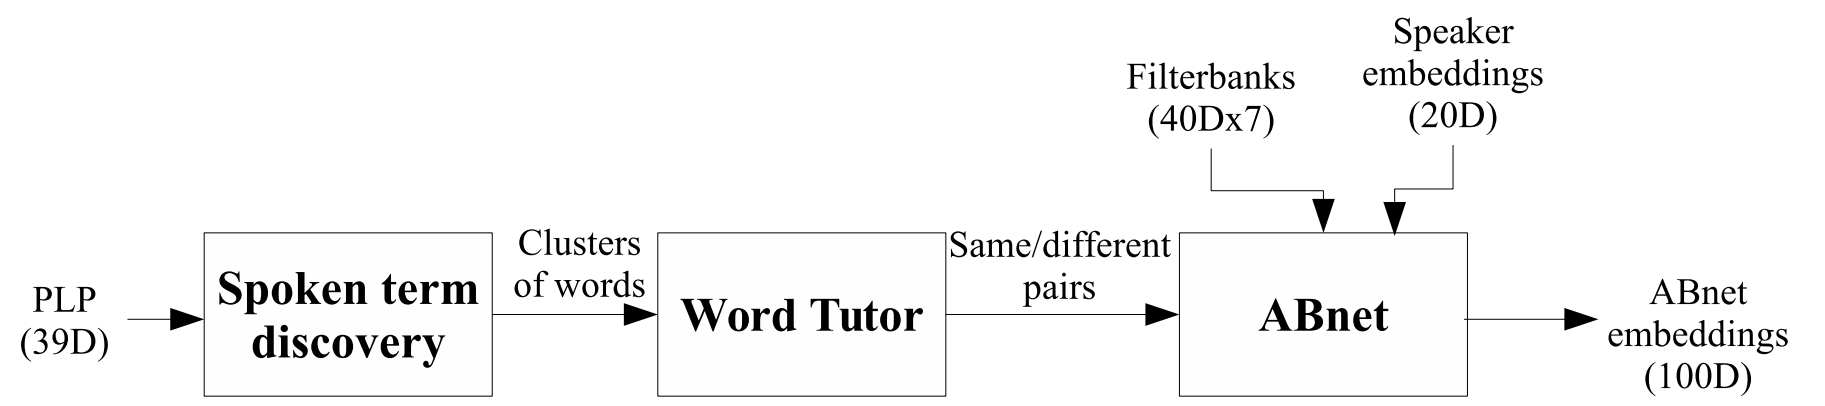 PLP
(39D)
Spoken term
discovery
Clusters
of words
Word Tutor
Same/different
pairs
Filterbanks
(40Dx7)
Speaker
embeddings
(20D)
ABnet
ABnet
embeddings
(100D)